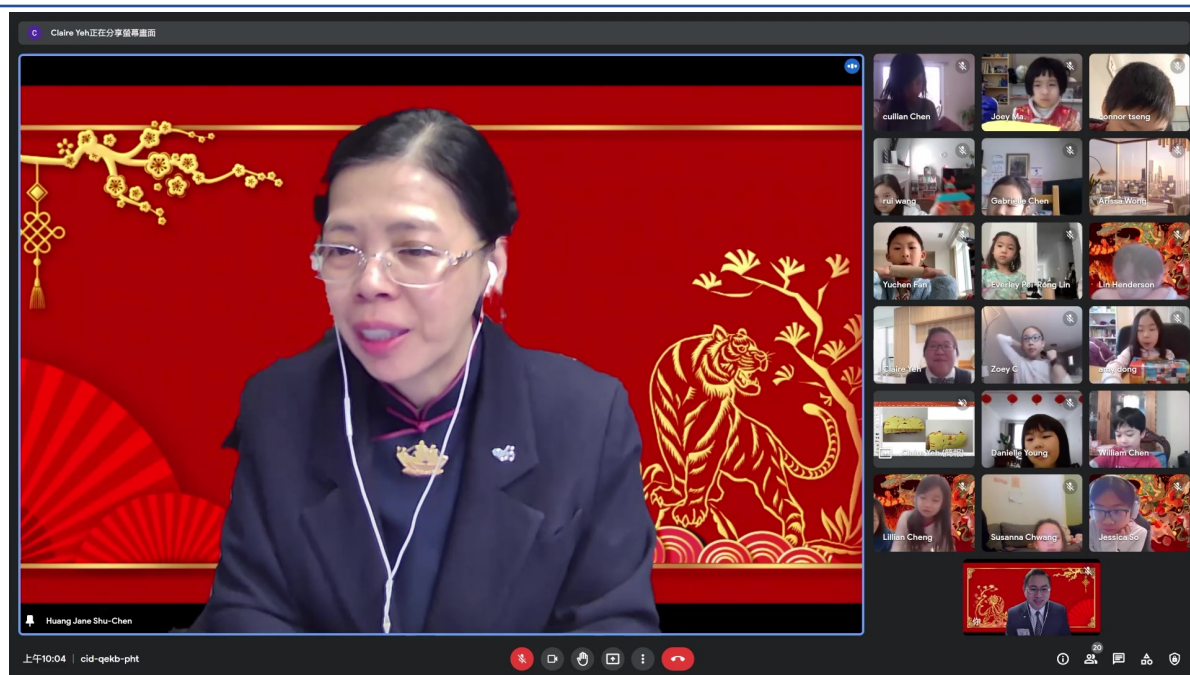 C Claire Yeh正在分享螢幕畫面
Huang Jane Shu-Chen
cuilian Chen
Joey Ma
connor tseng
rui wang
Gabrielle Chen
Arissa Wong
Yuchen Fan
Everley Pei-Rong Lin
Lin Henderson
Claire Yeh
Zoey C
amy dong
Danielle Young
William Chen
Lillian Cheng
Susanna Chwang
Jessica So
你
上午10:04 | cid-qekb-pht
20